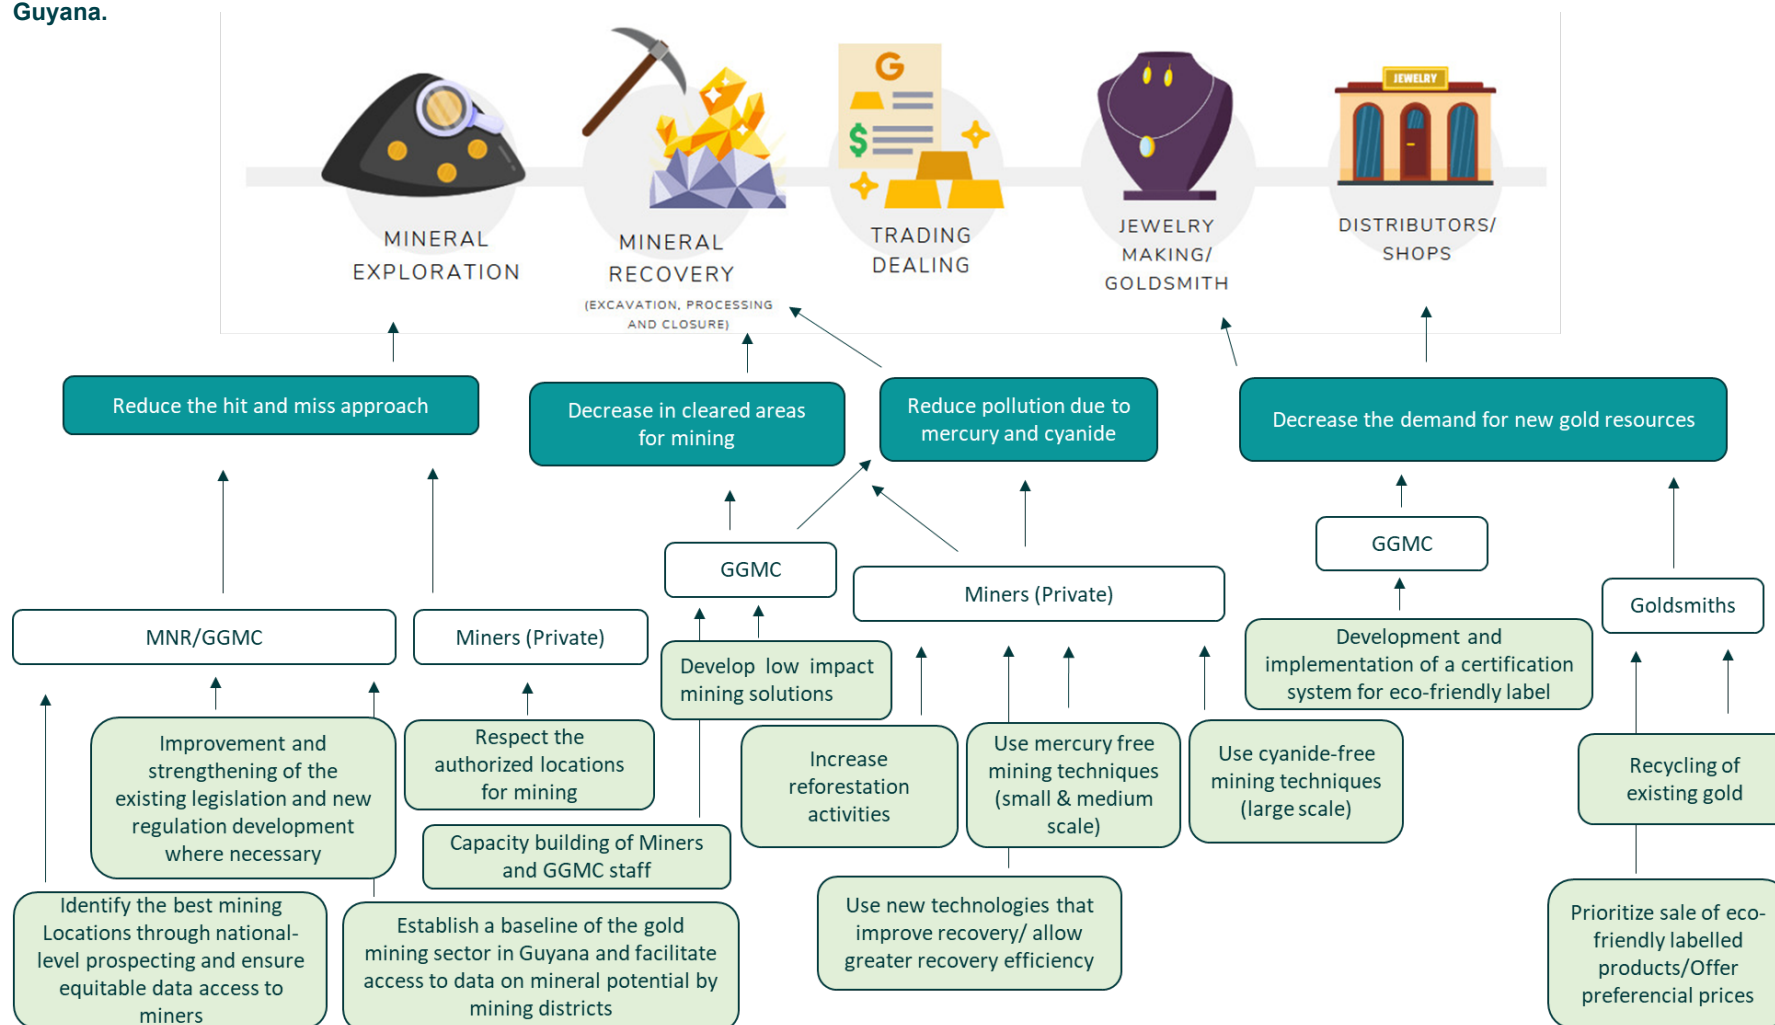 Guyana.
G
$
JEWELRY
MINERAL
EXPLORATION
MINERAL
RECOVERY
(EXCAVATION, PROCESSING
AND CLOSURE)
TRADING
DEALING
JEWELRY
MAKING/
GOLDSMITH
DISTRIBUTORS/
SHOPS
Reduce the hit and miss approach
Decrease in cleared areas
for mining
Reduce pollution due to
mercury and cyanide
Decrease the demand for new gold resources
GGMC
GGMC
Miners (Private)
Goldsmiths
MNR/GGMC
Miners (Private)
Develop low impact
mining solutions
Development and
implementation of a certification
system for eco-friendly label
Improvement and
strengthening of the
existing legislation and new
regulation development
where necessary
Respect the
authorized locations
for mining
Increase
reforestation
activities
Use mercury free
mining techniques
(small & medium
scale)
Use cyanide-free
mining techniques
(large scale)
Recycling of
existing gold
Capacity building of Miners
and GGMC staff
Identify the best mining
Locations through national-
level prospecting and ensure
equitable data access to
miners
Establish a baseline of the gold
mining sector in Guyana and facilitate
access to data on mineral potential by
mining districts
Use new technologies that
improve recovery/ allow
greater recovery efficiency
Prioritize sale of eco-
friendly labelled
products/Offer
preferencial prices